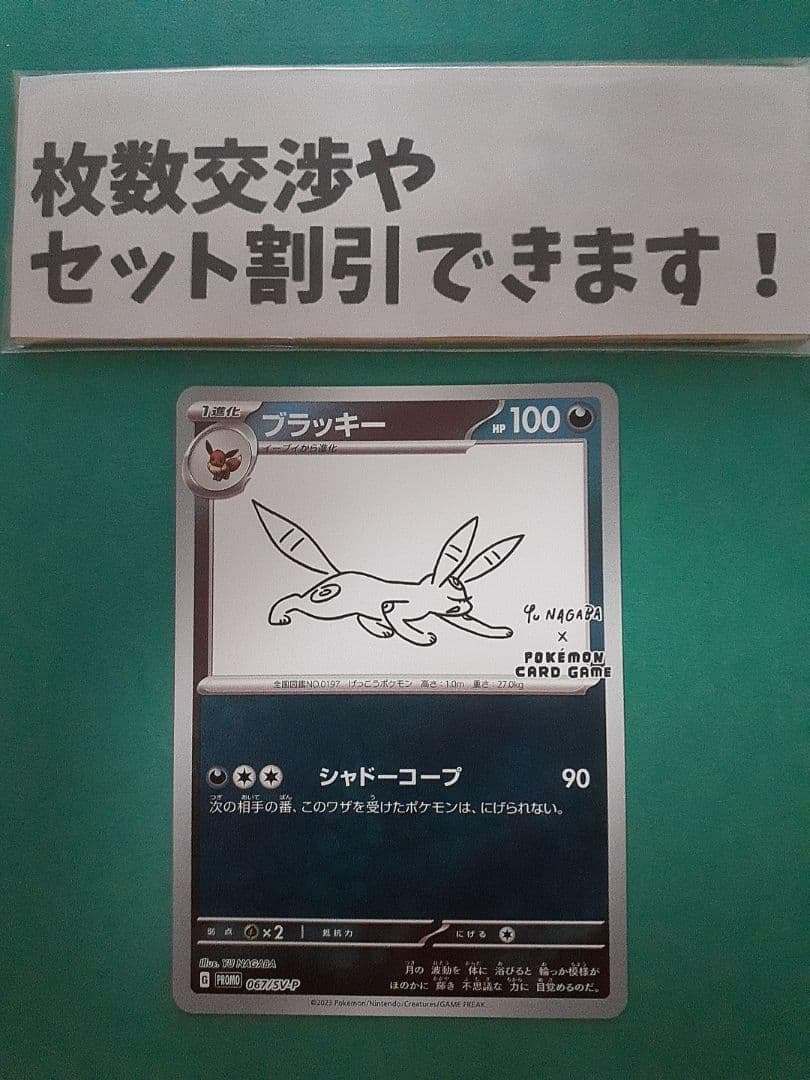 枚数交渉や
セット割引できます！
1進化
ブラッキー
HP 100
イーブイから進化
YU NAGABA
×
POKÉMON
CARD GAME
全国図鑑NO.0197 げっこうポケモン 高さ：1.0m 重さ：27.0kg
シャドーコープ 90
次の相手の番、このワザを受けたポケモンは、にげられない。
弱点 ×2 抵抗力 にげる
illus. YU NAGABA
月の 波動を 体に 浴びると 輪っか模様が
ほのかに 輝き 不思議な 力に 目覚めるのだ。
G PROMO 067/SV-P
©2023 Pokémon/Nintendo/Creatures/GAME FREAK